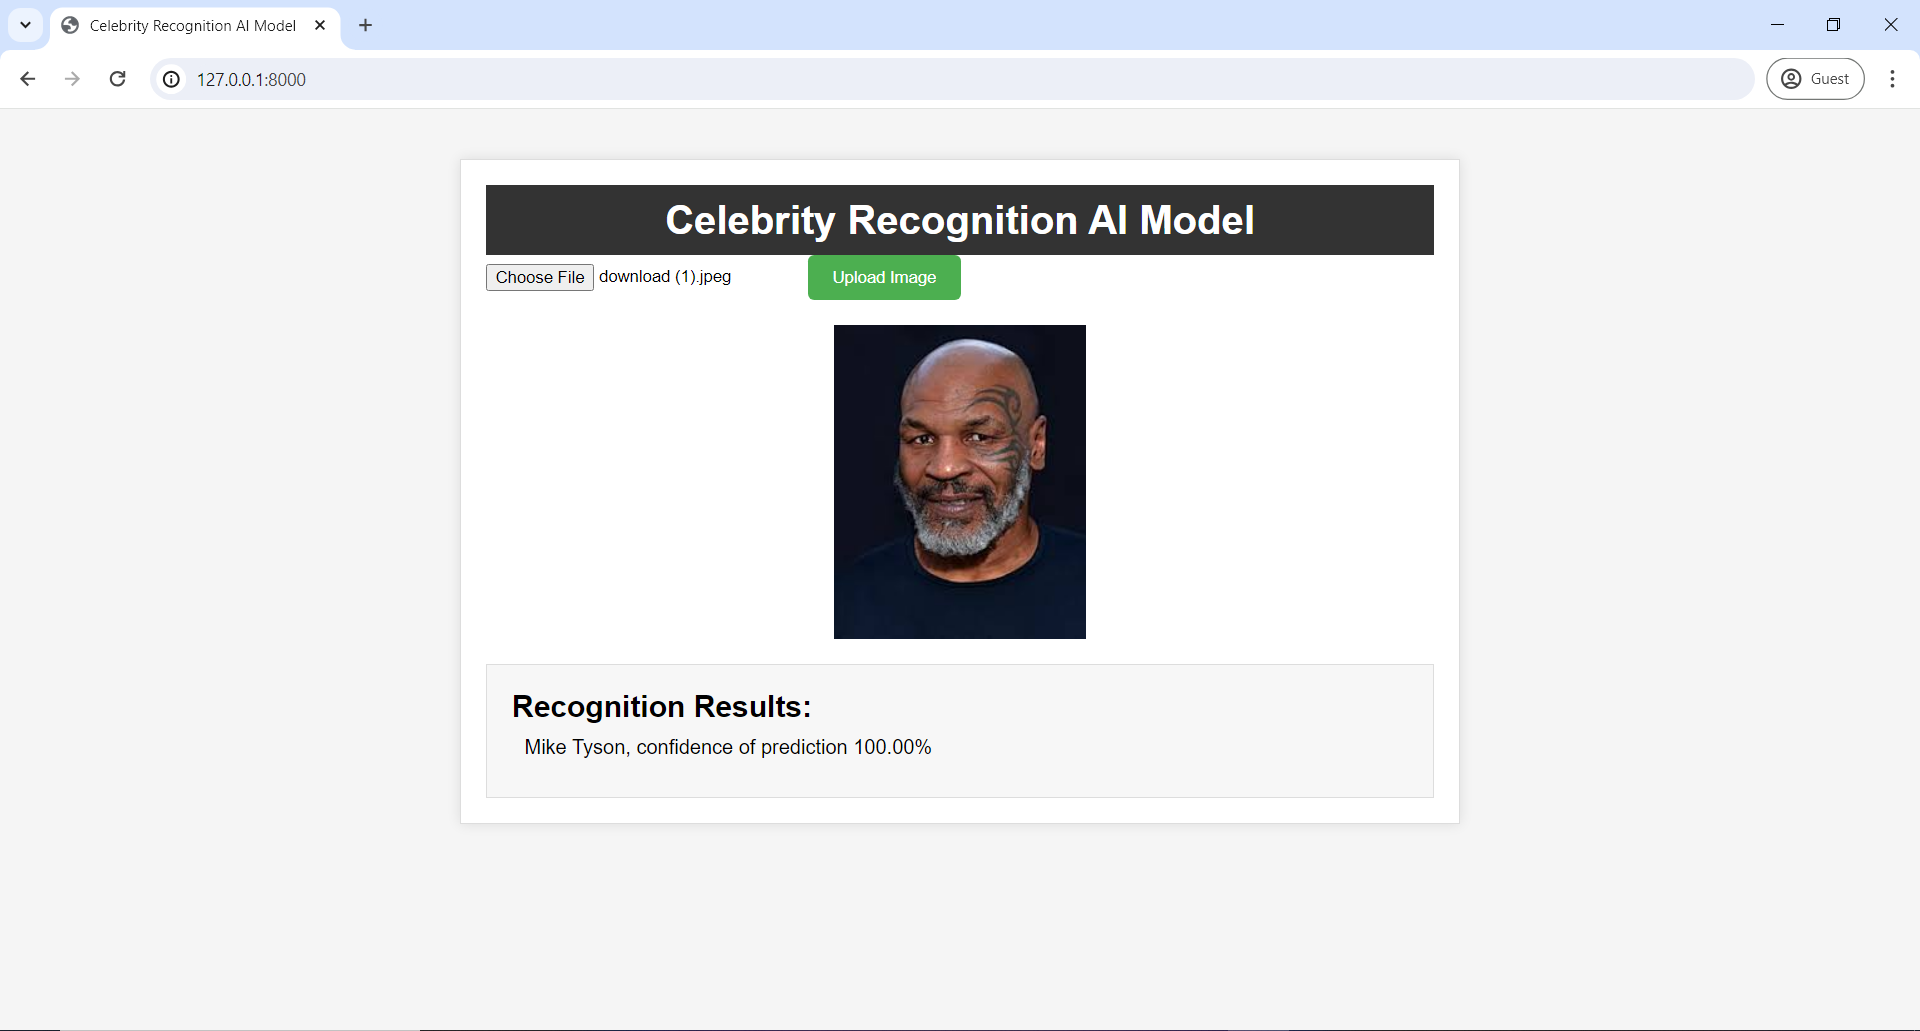 Celebrity Recognition AI Model
127.0.0.1:8000
Guest
Celebrity Recognition AI Model
Choose File download (1).jpeg Upload Image
Recognition Results:
Mike Tyson, confidence of prediction 100.00%